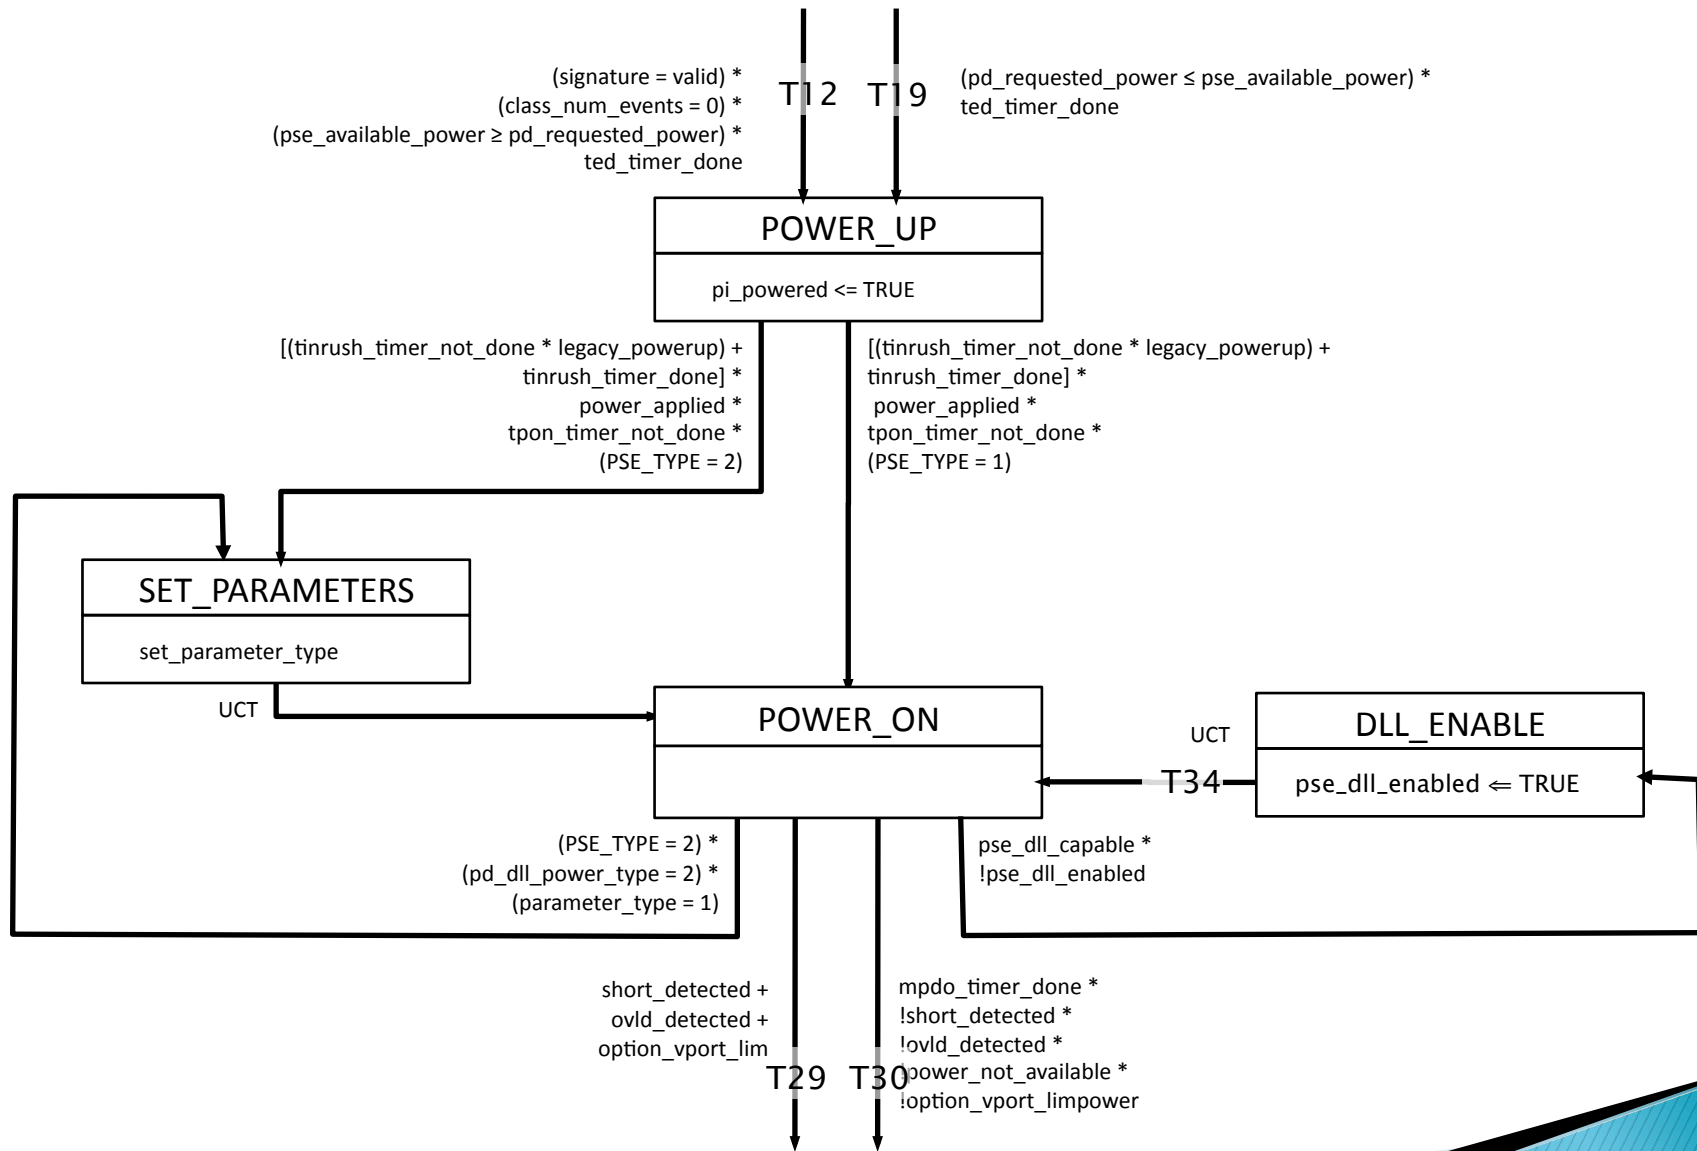 (signature = valid) *
(class_num_events = 0) *
(pse_available_power ≥ pd_requested_power) *
ted_timer_done
T12
T19
(pd_requested_power ≤ pse_available_power) *
ted_timer_done
POWER_UP
pi_powered <= TRUE
[(tinrush_timer_not_done * legacy_powerup) +
tinrush_timer_done] *
power_applied *
tpon_timer_not_done *
(PSE_TYPE = 2)
[(tinrush_timer_not_done * legacy_powerup) +
tinrush_timer_done] *
power_applied *
tpon_timer_not_done *
(PSE_TYPE = 1)
SET_PARAMETERS
set_parameter_type
UCT
POWER_ON
UCT
T34
DLL_ENABLE
pse_dll_enabled ⇐ TRUE
(PSE_TYPE = 2) *
(pd_dll_power_type = 2) *
(parameter_type = 1)
pse_dll_capable *
!pse_dll_enabled
short_detected +
ovld_detected +
option_vport_lim
T29
T30
mpdo_timer_done *
!short_detected *
!ovld_detected *
!power_not_available *
!option_vport_limpower